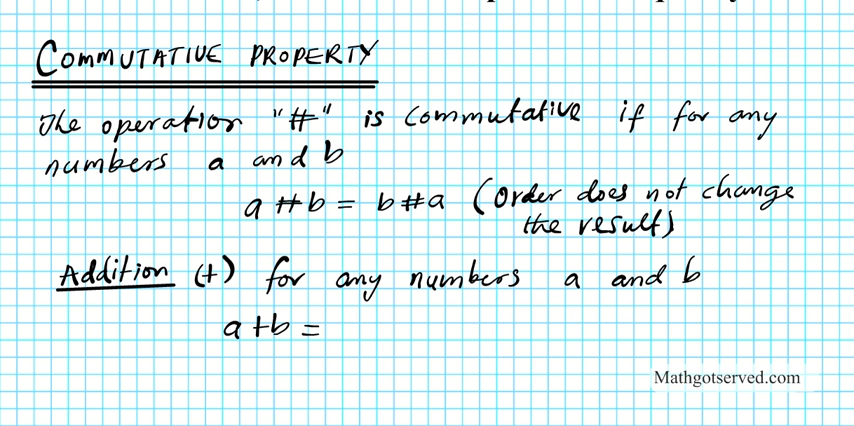 COMMUTATIVE PROPERTY
The operation "#" is commutative if for any
numbers a and b
a # b = b # a (Order does not change
the result)
Addition (+) for any numbers a and b
a + b =
Mathgotserved.com